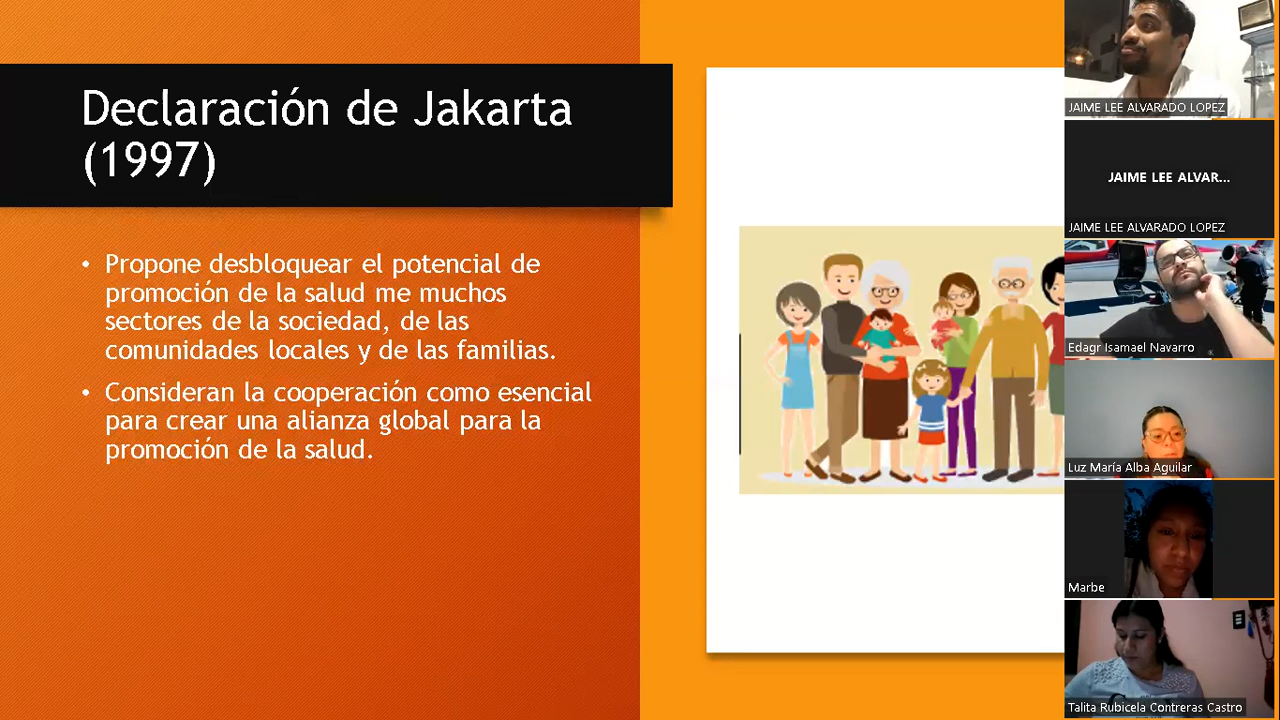 Declaración de Jakarta
(1997)
• Propone desbloquear el potencial de
promoción de la salud me muchos
sectores de la sociedad, de las
comunidades locales y de las familias.
• Consideran la cooperación como esencial
para crear una alianza global para la
promoción de la salud.
JAIME LEE ALVARADO LOPEZ
JAIME LEE ALVAR...
JAIME LEE ALVARADO LOPEZ
Edagr Isamael Navarro
Luz María Alba Aguilar
Marbe
Talita Rubicela Contreras Castro